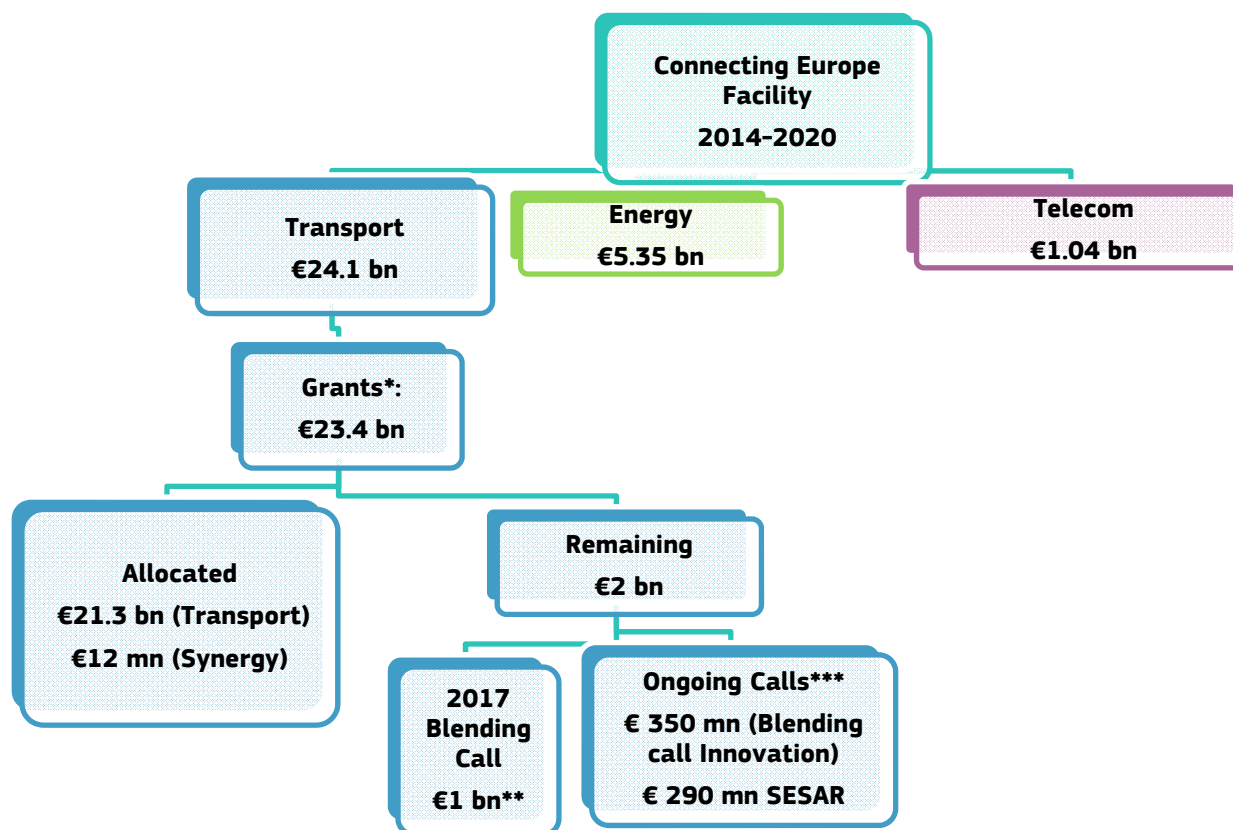 Connecting Europe
Facility
2014-2020
Transport
€24.1 bn
Energy
€5.35 bn
Telecom
€1.04 bn
Grants*:
€23.4 bn
Allocated
€21.3 bn (Transport)
€12 mn (Synergy)
Remaining
€2 bn
2017
Blending
Call
€1 bn**
Ongoing Calls***
€ 350 mn (Blending
call Innovation)
€ 290 mn SESAR